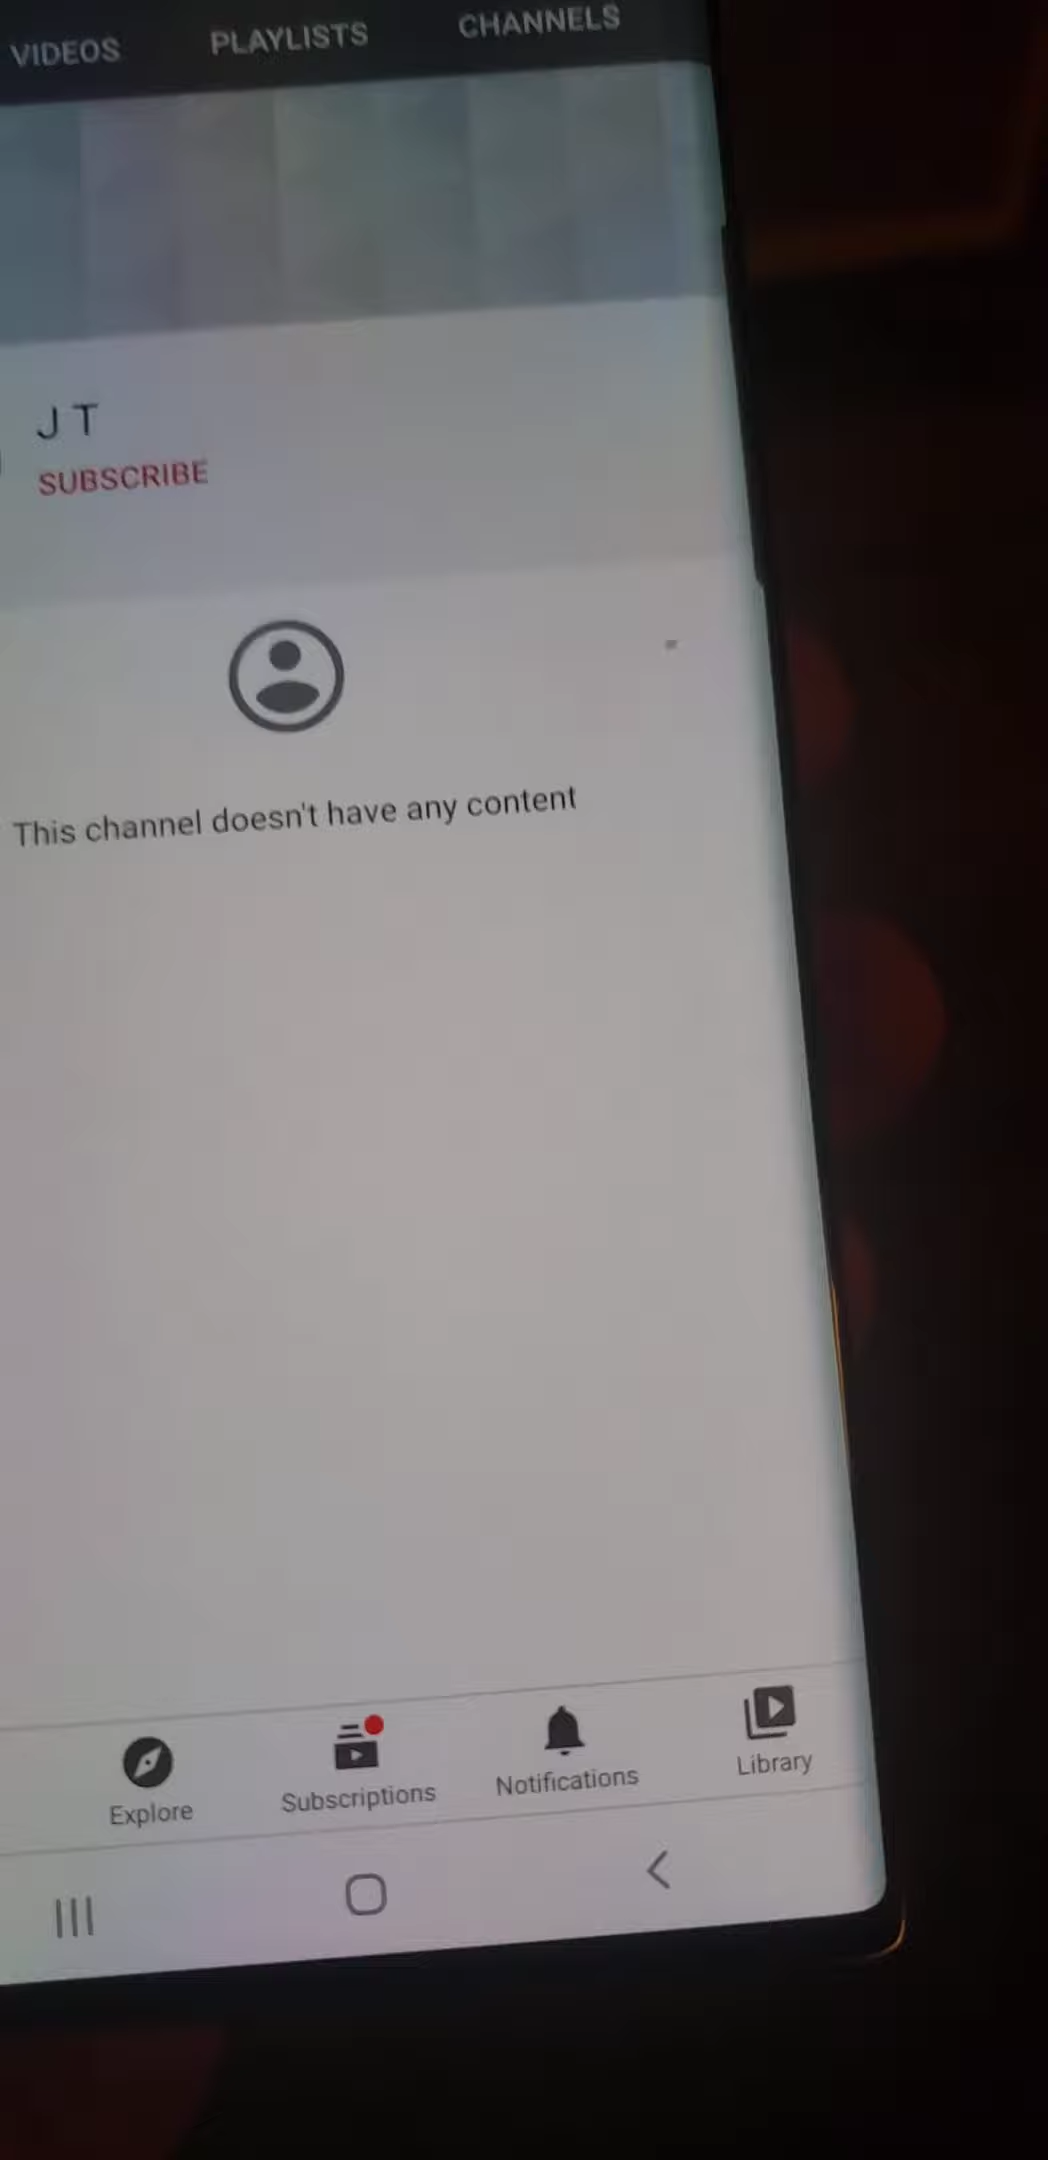 VIDEOS PLAYLISTS CHANNELS
J T
SUBSCRIBE
This channel doesn't have any content
Explore Subscriptions Notifications Library